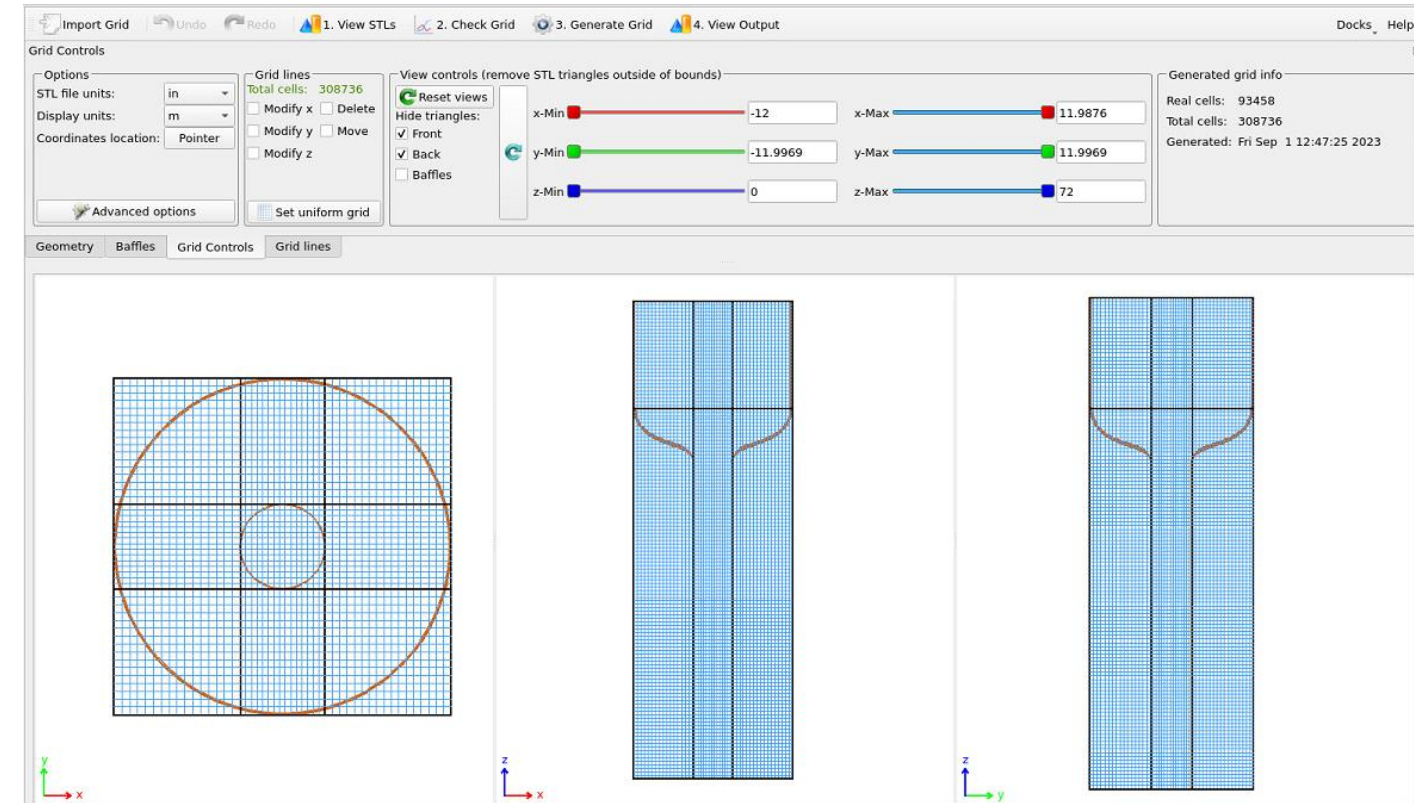 Import Grid Undo Redo 1. View STLs 2. Check Grid 3. Generate Grid 4. View Output Docks Help
Grid Controls
Options
STL file units: in
Display units: m
Coordinates location: Pointer
Advanced options
Grid lines
Total cells: 308736
Modify x Delete
Modify y Move
Modify z
Set uniform grid
View controls (remove STL triangles outside of bounds)
Reset views
Hide triangles:
Front
Back
Baffles
x-Min -12 x-Max 11.9876
y-Min -11.9969 y-Max 11.9969
z-Min 0 z-Max 72
Generated grid info
Real cells: 93458
Total cells: 308736
Generated: Fri Sep 1 12:47:25 2023
Geometry Baffles Grid Controls Grid lines
y
x
z
x
z
y